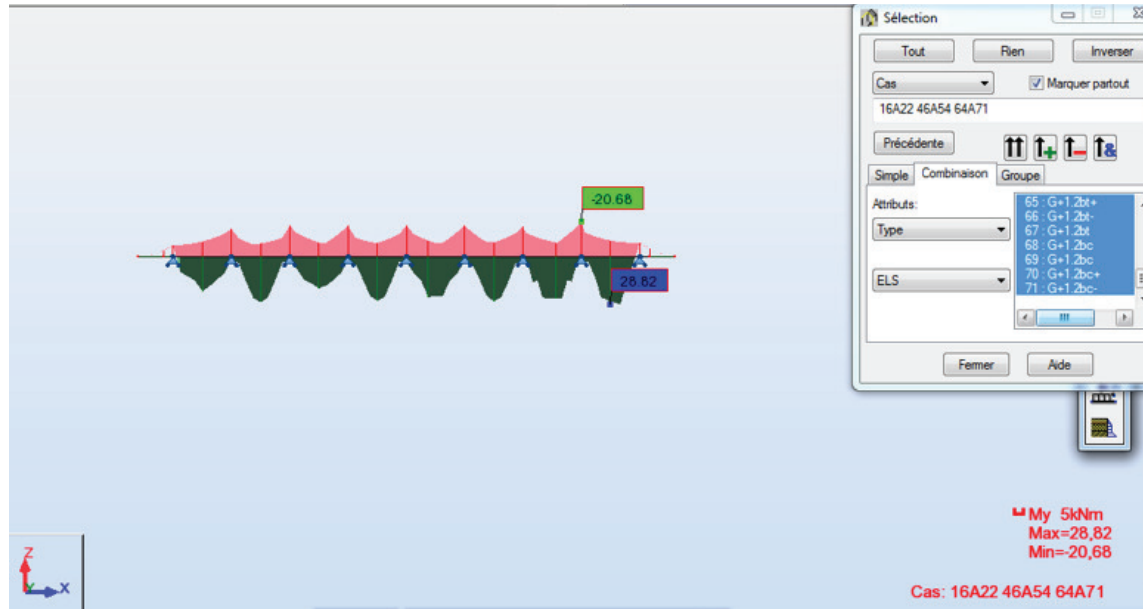 Sélection
Tout Rien Inverser
Cas Marquer partout
16A22 46A54 64A71
Précédente
Simple Combinaison Groupe
Attributs:
Type
ELS
65 : G+1.2bt+
66 : G+1.2bt-
67 : G+1.2bt
68 : G+1.2bc
69 : G+1.2bc
70 : G+1.2bc+
71 : G+1.2bc-
Fermer Aide
-20.68
28.82
My 5kNm
Max=28,82
Min=-20,68
Cas: 16A22 46A54 64A71
Z
Y
X